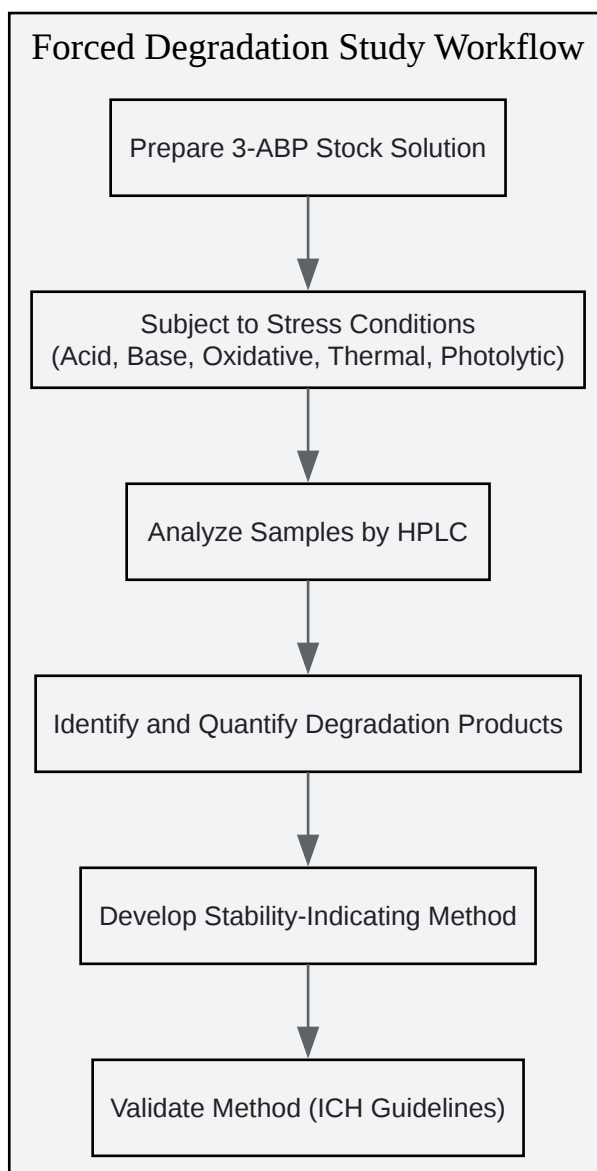 Forced Degradation Study Workflow
Prepare 3-ABP Stock Solution
Subject to Stress Conditions
(Acid, Base, Oxidative, Thermal, Photolytic)
Analyze Samples by HPLC
Identify and Quantify Degradation Products
Develop Stability-Indicating Method
Validate Method (ICH Guidelines)